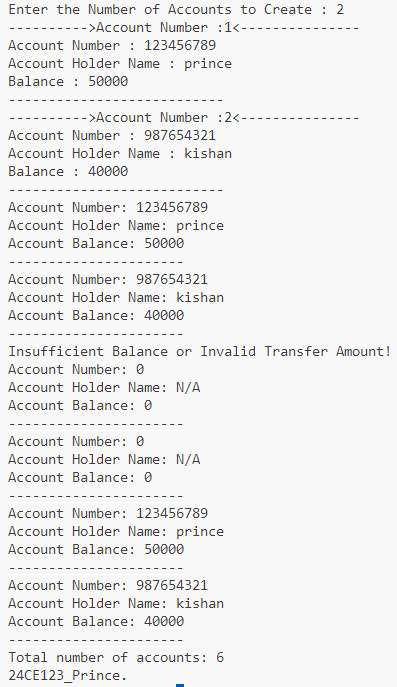 Enter the Number of Accounts to Create : 2
---------->Account Number :1<---------------
Account Number : 123456789
Account Holder Name : prince
Balance : 50000
---------------------------
---------->Account Number :2<---------------
Account Number : 987654321
Account Holder Name : kishan
Balance : 40000
---------------------------
Account Number: 123456789
Account Holder Name: prince
Account Balance: 50000
----------------------
Account Number: 987654321
Account Holder Name: kishan
Account Balance: 40000
----------------------
Insufficient Balance or Invalid Transfer Amount!
Account Number: 0
Account Holder Name: N/A
Account Balance: 0
----------------------
Account Number: 0
Account Holder Name: N/A
Account Balance: 0
----------------------
Account Number: 123456789
Account Holder Name: prince
Account Balance: 50000
----------------------
Account Number: 987654321
Account Holder Name: kishan
Account Balance: 40000
----------------------
Total number of accounts: 6
24CE123_Prince.